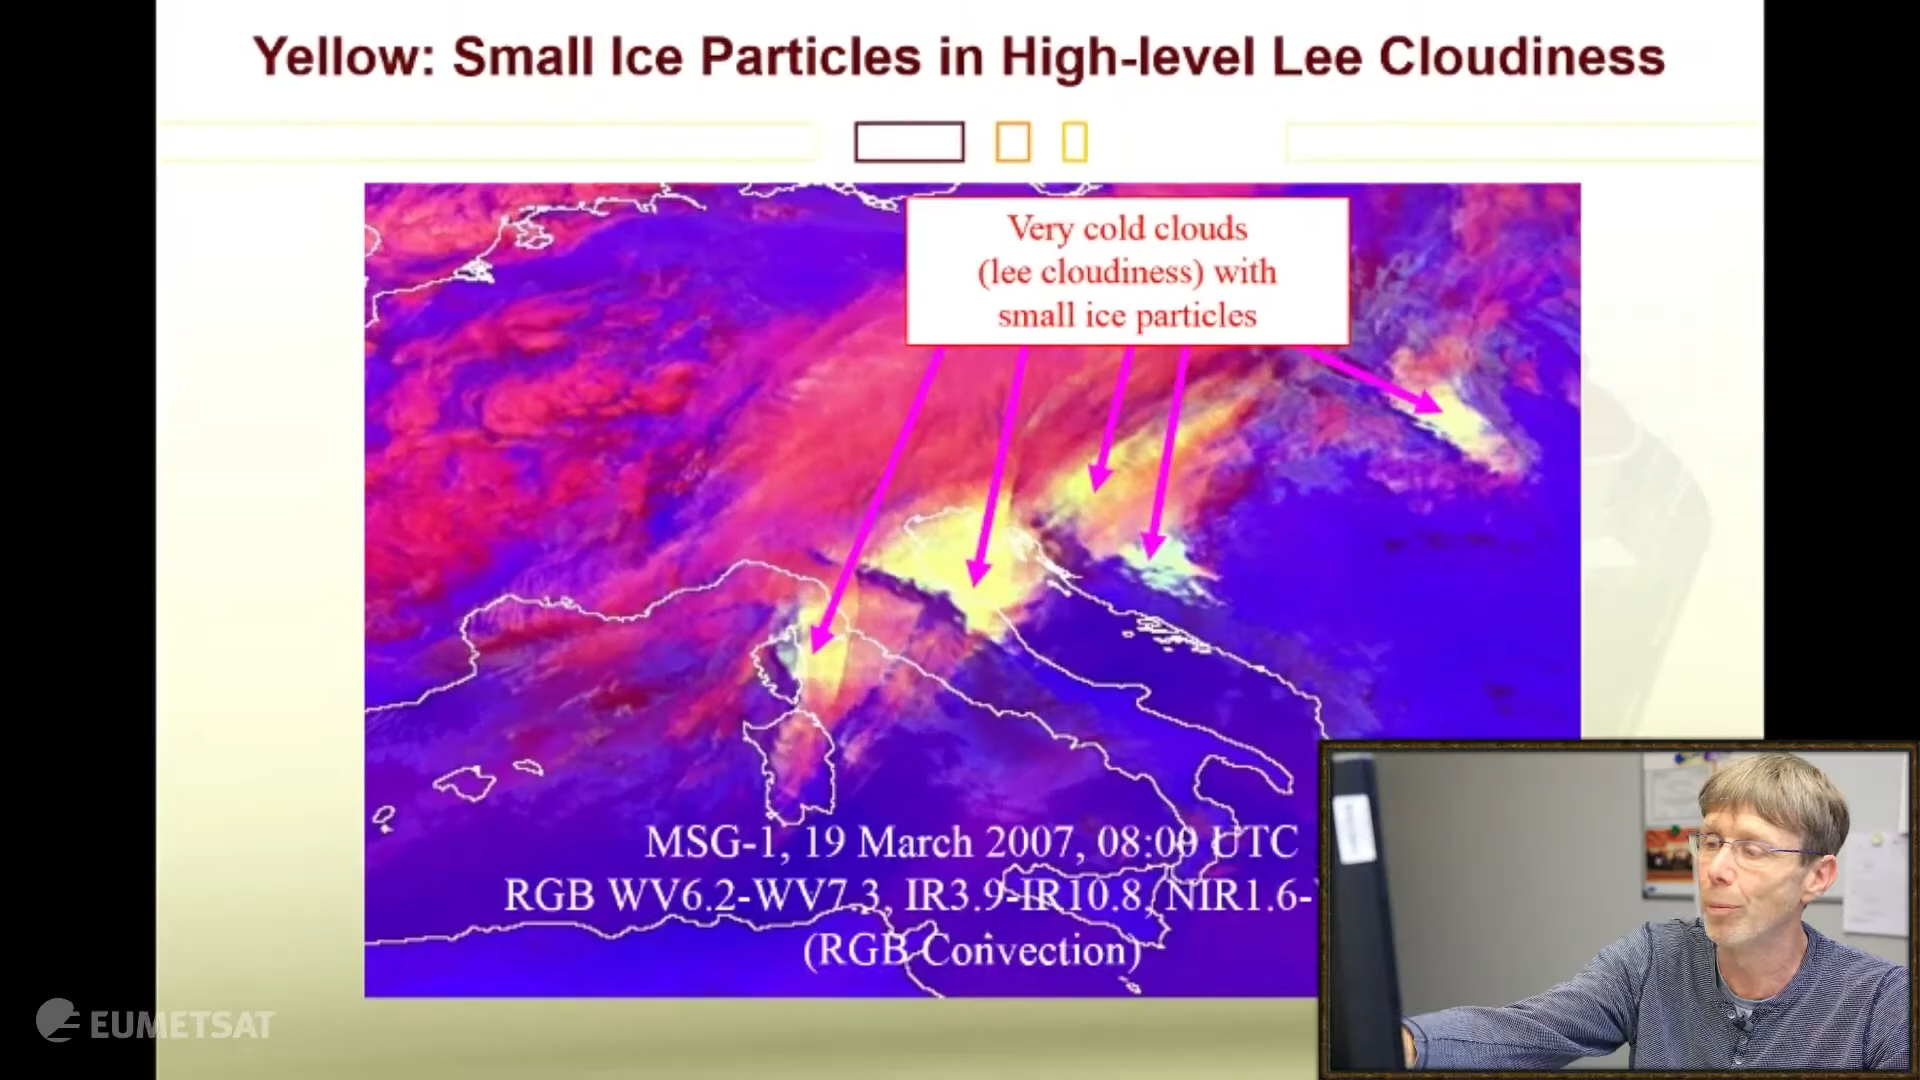 Yellow: Small Ice Particles in High-level Lee Cloudiness
Very cold clouds
(lee cloudiness) with
small ice particles
MSG-1, 19 March 2007, 08:00 UTC
RGB WV6.2-WV7.3, IR3.9-IR10.8, NIR1.6-
(RGB Convection)
EUMETSAT